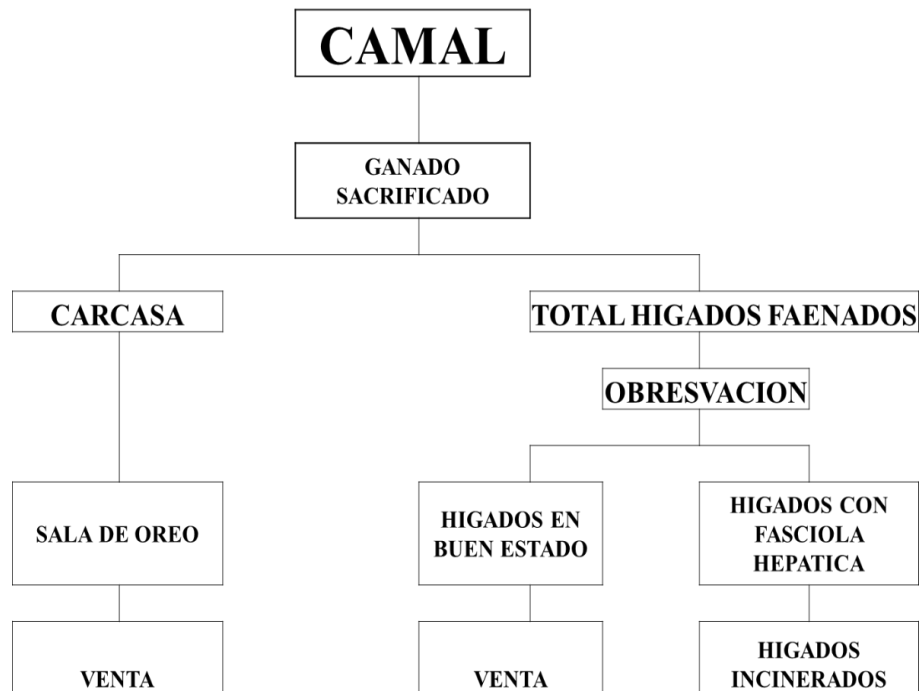 CAMAL
GANADO
SACRIFICADO
CARCASA
TOTAL HIGADOS FAENADOS
OBRESVACION
SALA DE OREO
HIGADOS EN
BUEN ESTADO
HIGADOS CON
FASCIOLA
HEPATICA
VENTA
VENTA
HIGADOS
INCINERADOS